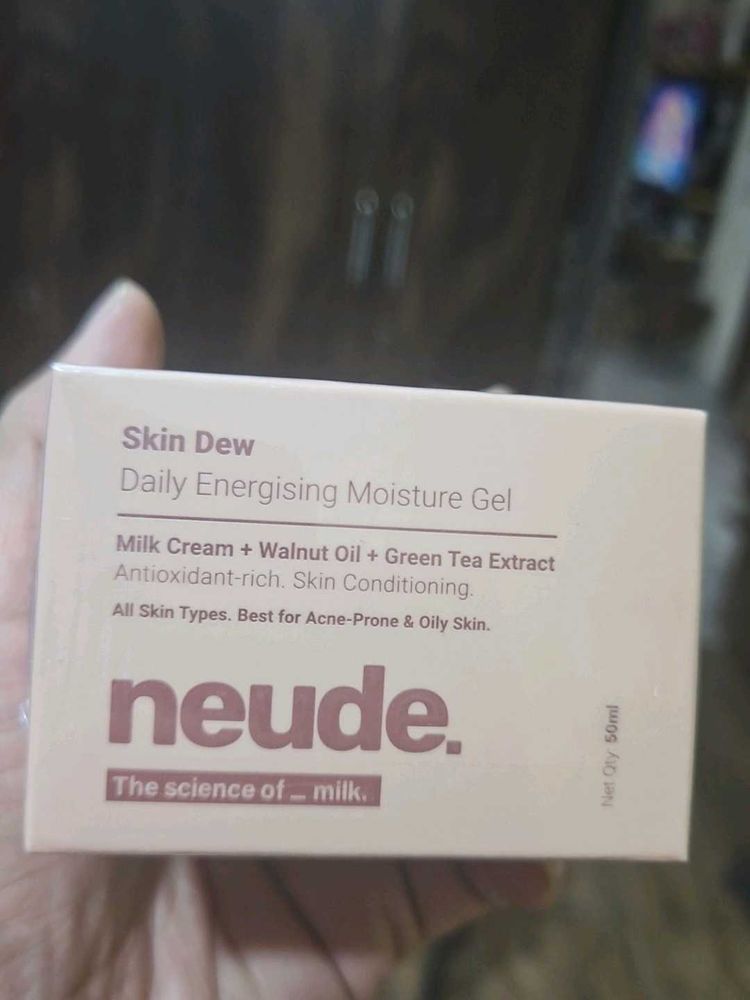 Skin Dew
Daily Energising Moisture Gel
Milk Cream + Walnut Oil + Green Tea Extract
Antioxidant-rich. Skin Conditioning.
All Skin Types. Best for Acne-Prone & Oily Skin.
neude.
The science of _ milk.
Net Qty 50ml